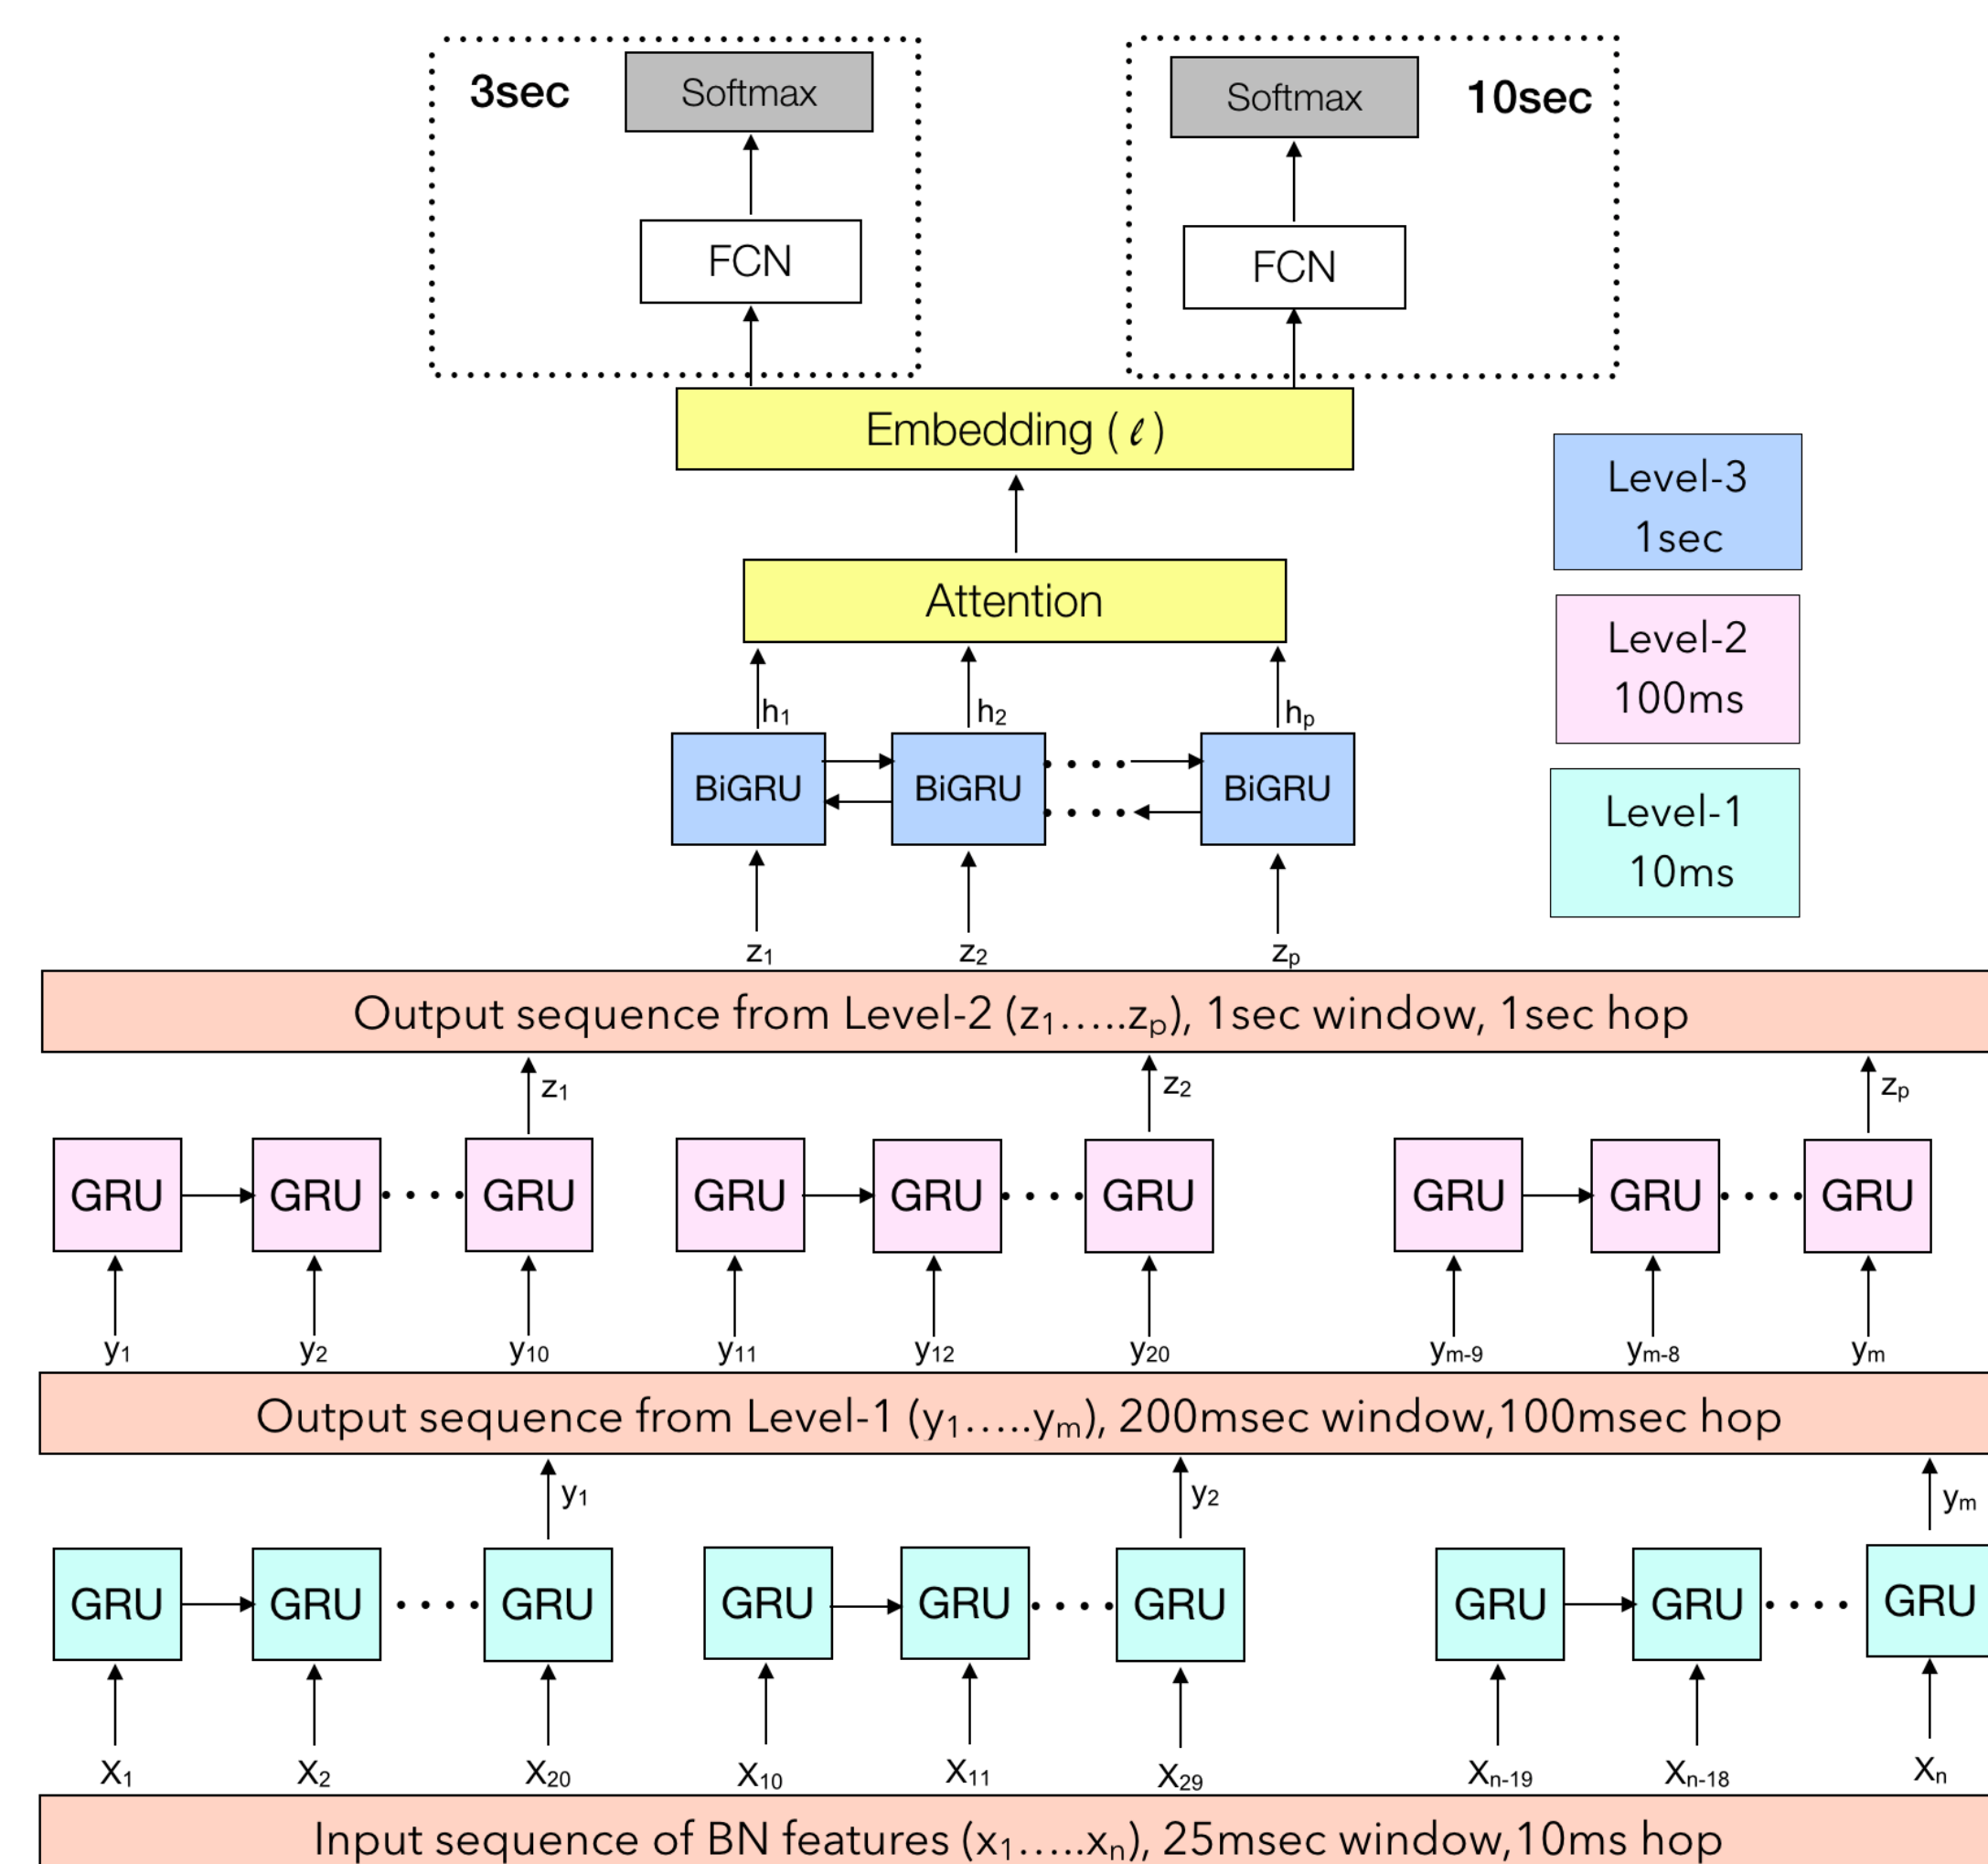 3sec Softmax Softmax 10sec
FCN FCN
Embedding ( ℓ )
Level-3
1sec
Attention
Level-2
100ms
h1 h2 hp
BiGRU BiGRU BiGRU
Level-1
10ms
z1 z2 zp
Output sequence from Level-2 (z1.....zp), 1sec window, 1sec hop
z1 z2 zp
GRU GRU GRU GRU GRU GRU GRU GRU GRU
y1 y2 y10 y11 y12 y20 ym-9 ym-8 ym
Output sequence from Level-1 (y1.....ym), 200msec window,100msec hop
y1 y2 ym
GRU GRU GRU GRU GRU GRU GRU GRU GRU
X1 X2 X20 X10 X11 X29 Xn-19 Xn-18 Xn
Input sequence of BN features (x1.....xn), 25msec window,10ms hop